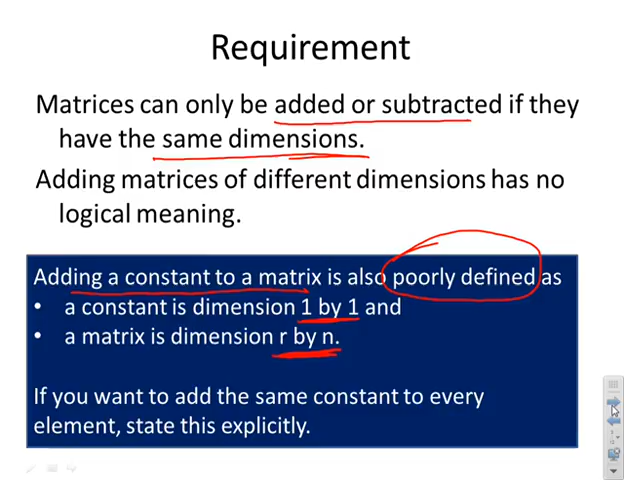 Requirement
Matrices can only be added or subtracted if they
have the same dimensions.
Adding matrices of different dimensions has no
logical meaning.
Adding a constant to a matrix is also poorly defined as
• a constant is dimension 1 by 1 and
• a matrix is dimension r by n.
If you want to add the same constant to every
element, state this explicitly.